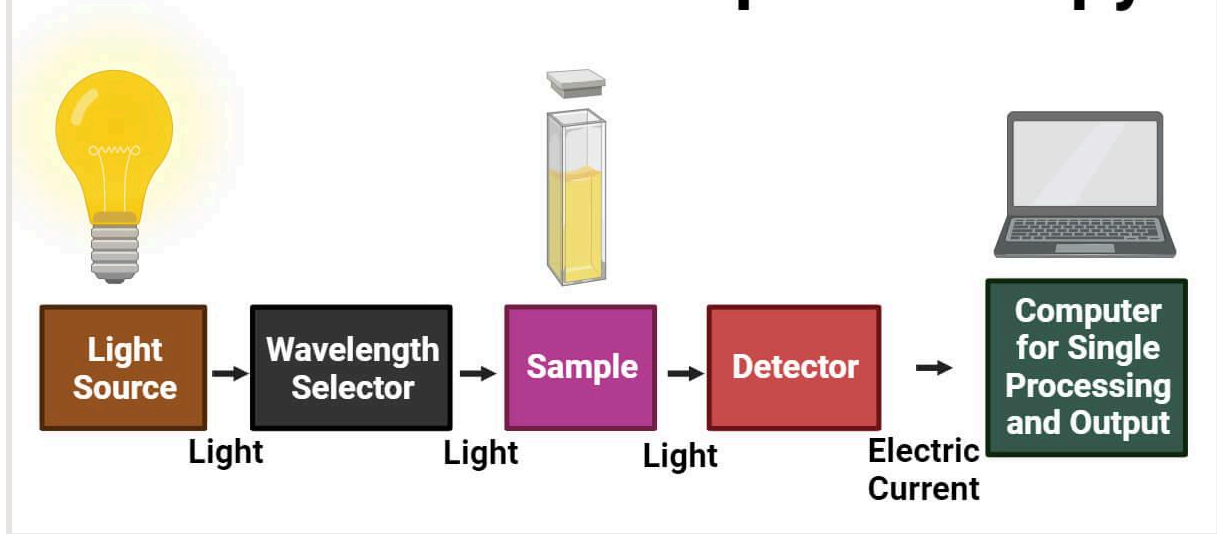 Light
Source
Wavelength
Selector
Sample
Detector
Computer
for Single
Processing
and Output
Light
Light
Light
Electric
Current